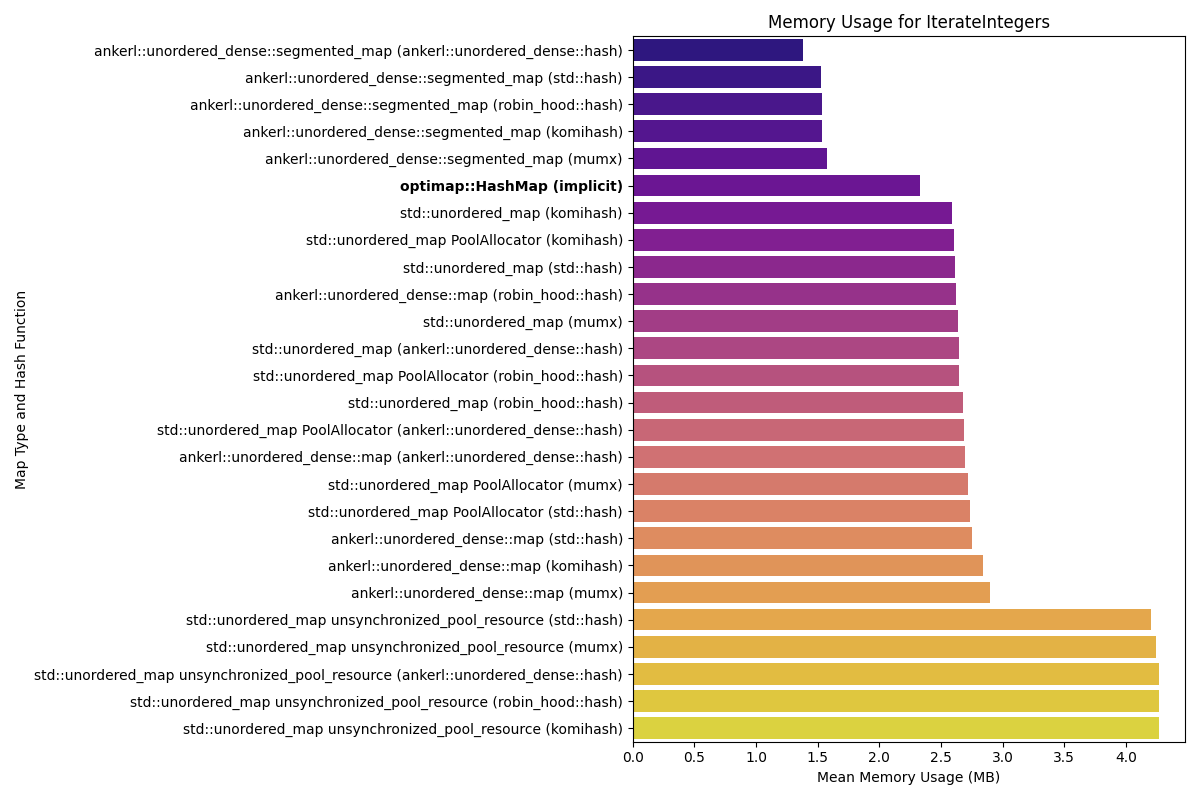 Memory Usage for IterateIntegers
Map Type and Hash Function
ankerl::unordered_dense::segmented_map (ankerl::unordered_dense::hash)
ankerl::unordered_dense::segmented_map (std::hash)
ankerl::unordered_dense::segmented_map (robin_hood::hash)
ankerl::unordered_dense::segmented_map (komihash)
ankerl::unordered_dense::segmented_map (mumx)
optimap::HashMap (implicit)
std::unordered_map (komihash)
std::unordered_map PoolAllocator (komihash)
std::unordered_map (std::hash)
ankerl::unordered_dense::map (robin_hood::hash)
std::unordered_map (mumx)
std::unordered_map (ankerl::unordered_dense::hash)
std::unordered_map PoolAllocator (robin_hood::hash)
std::unordered_map (robin_hood::hash)
std::unordered_map PoolAllocator (ankerl::unordered_dense::hash)
ankerl::unordered_dense::map (ankerl::unordered_dense::hash)
std::unordered_map PoolAllocator (mumx)
std::unordered_map PoolAllocator (std::hash)
ankerl::unordered_dense::map (std::hash)
ankerl::unordered_dense::map (komihash)
ankerl::unordered_dense::map (mumx)
std::unordered_map unsynchronized_pool_resource (std::hash)
std::unordered_map unsynchronized_pool_resource (mumx)
std::unordered_map unsynchronized_pool_resource (ankerl::unordered_dense::hash)
std::unordered_map unsynchronized_pool_resource (robin_hood::hash)
std::unordered_map unsynchronized_pool_resource (komihash)
0.0 0.5 1.0 1.5 2.0 2.5 3.0 3.5 4.0
Mean Memory Usage (MB)